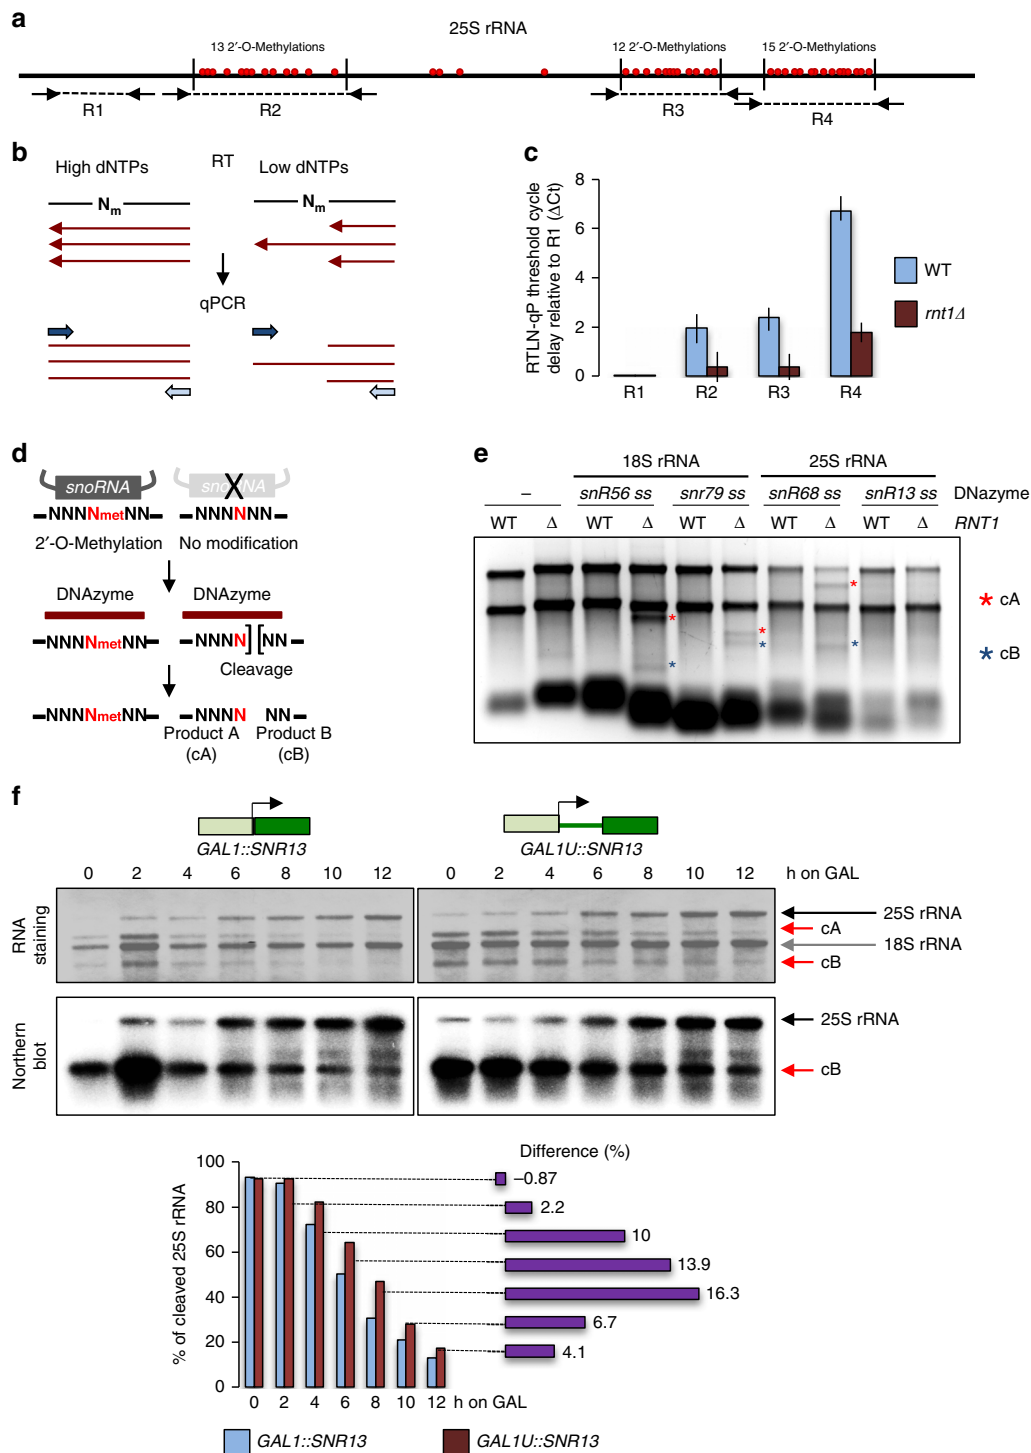 a
25S rRNA
13 2′-O-Methylations
12 2′-O-Methylations
15 2′-O-Methylations
R1
R2
R3
R4
b
High dNTPs
RT
Low dNTPs
Nm
Nm
qPCR
c
RTLN-qP threshold cycle
delay relative to R1 (ΔCt)
8
6
4
2
0
R1
R2
R3
R4
WT
rnt1Δ
d
snoRNA
snoRNA
NNNNmetNN
NNNNNN
2′-O-Methylation
No modification
DNAzyme
DNAzyme
NNNNmetNN
NNNN
NN
Cleavage
NNNNmetNN
NNNN
NN
Product A
(cA)
Product B
(cB)
e
18S rRNA
25S rRNA
–
snR56 ss
snr79 ss
snR68 ss
snR13 ss
DNAzyme
WT Δ WT Δ WT Δ WT Δ WT Δ
RNT1
* cA
* cB
f
GAL1::SNR13
GAL1U::SNR13
0 2 4 6 8 10 12
0 2 4 6 8 10 12
h on GAL
RNA
staining
25S rRNA
cA
18S rRNA
cB
Northern
blot
25S rRNA
cB
% of cleaved 25S rRNA
100
80
60
40
20
0
0 2 4 6 8 10 12 h on GAL
Difference (%)
–0.87
2.2
10
13.9
16.3
6.7
4.1
GAL1::SNR13
GAL1U::SNR13